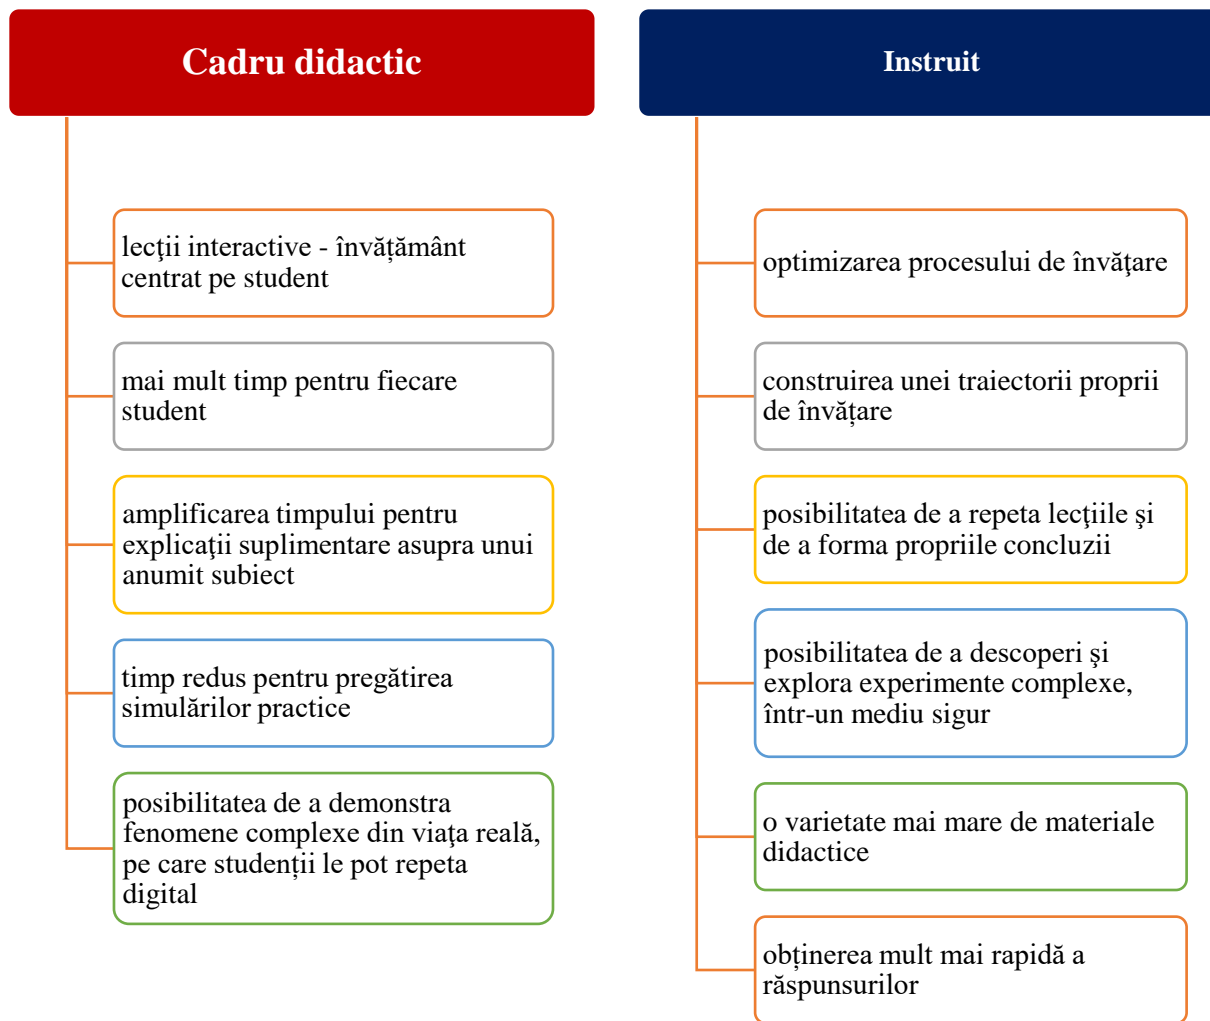 Cadru didactic
lecţii interactive - învățământ
centrat pe student
mai mult timp pentru fiecare
student
amplificarea timpului pentru
explicaţii suplimentare asupra unui
anumit subiect
timp redus pentru pregătirea
simulărilor practice
posibilitatea de a demonstra
fenomene complexe din viaţa reală,
pe care studenții le pot repeta
digital
Instruit
optimizarea procesului de învăţare
construirea unei traiectorii proprii
de învățare
posibilitatea de a repeta lecţiile şi
de a forma propriile concluzii
posibilitatea de a descoperi şi
explora experimente complexe,
într-un mediu sigur
o varietate mai mare de materiale
didactice
obținerea mult mai rapidă a
răspunsurilor